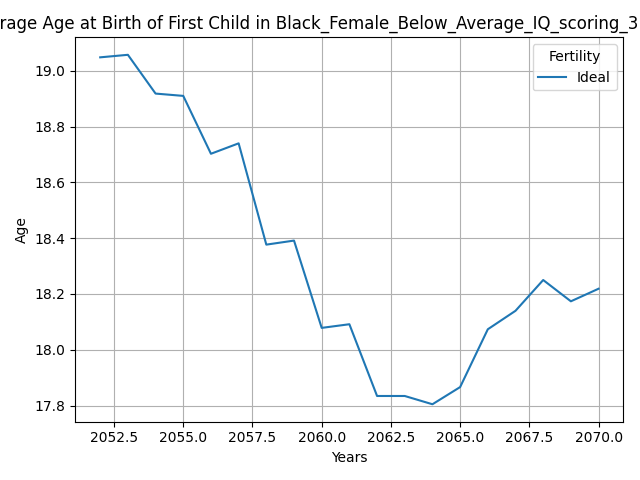 rage Age at Birth of First Child in Black_Female_Below_Average_IQ_scoring_3
Fertility
Ideal
19.0
18.8
18.6
18.4
18.2
18.0
17.8
Age
2052.5 2055.0 2057.5 2060.0 2062.5 2065.0 2067.5 2070.0
Years